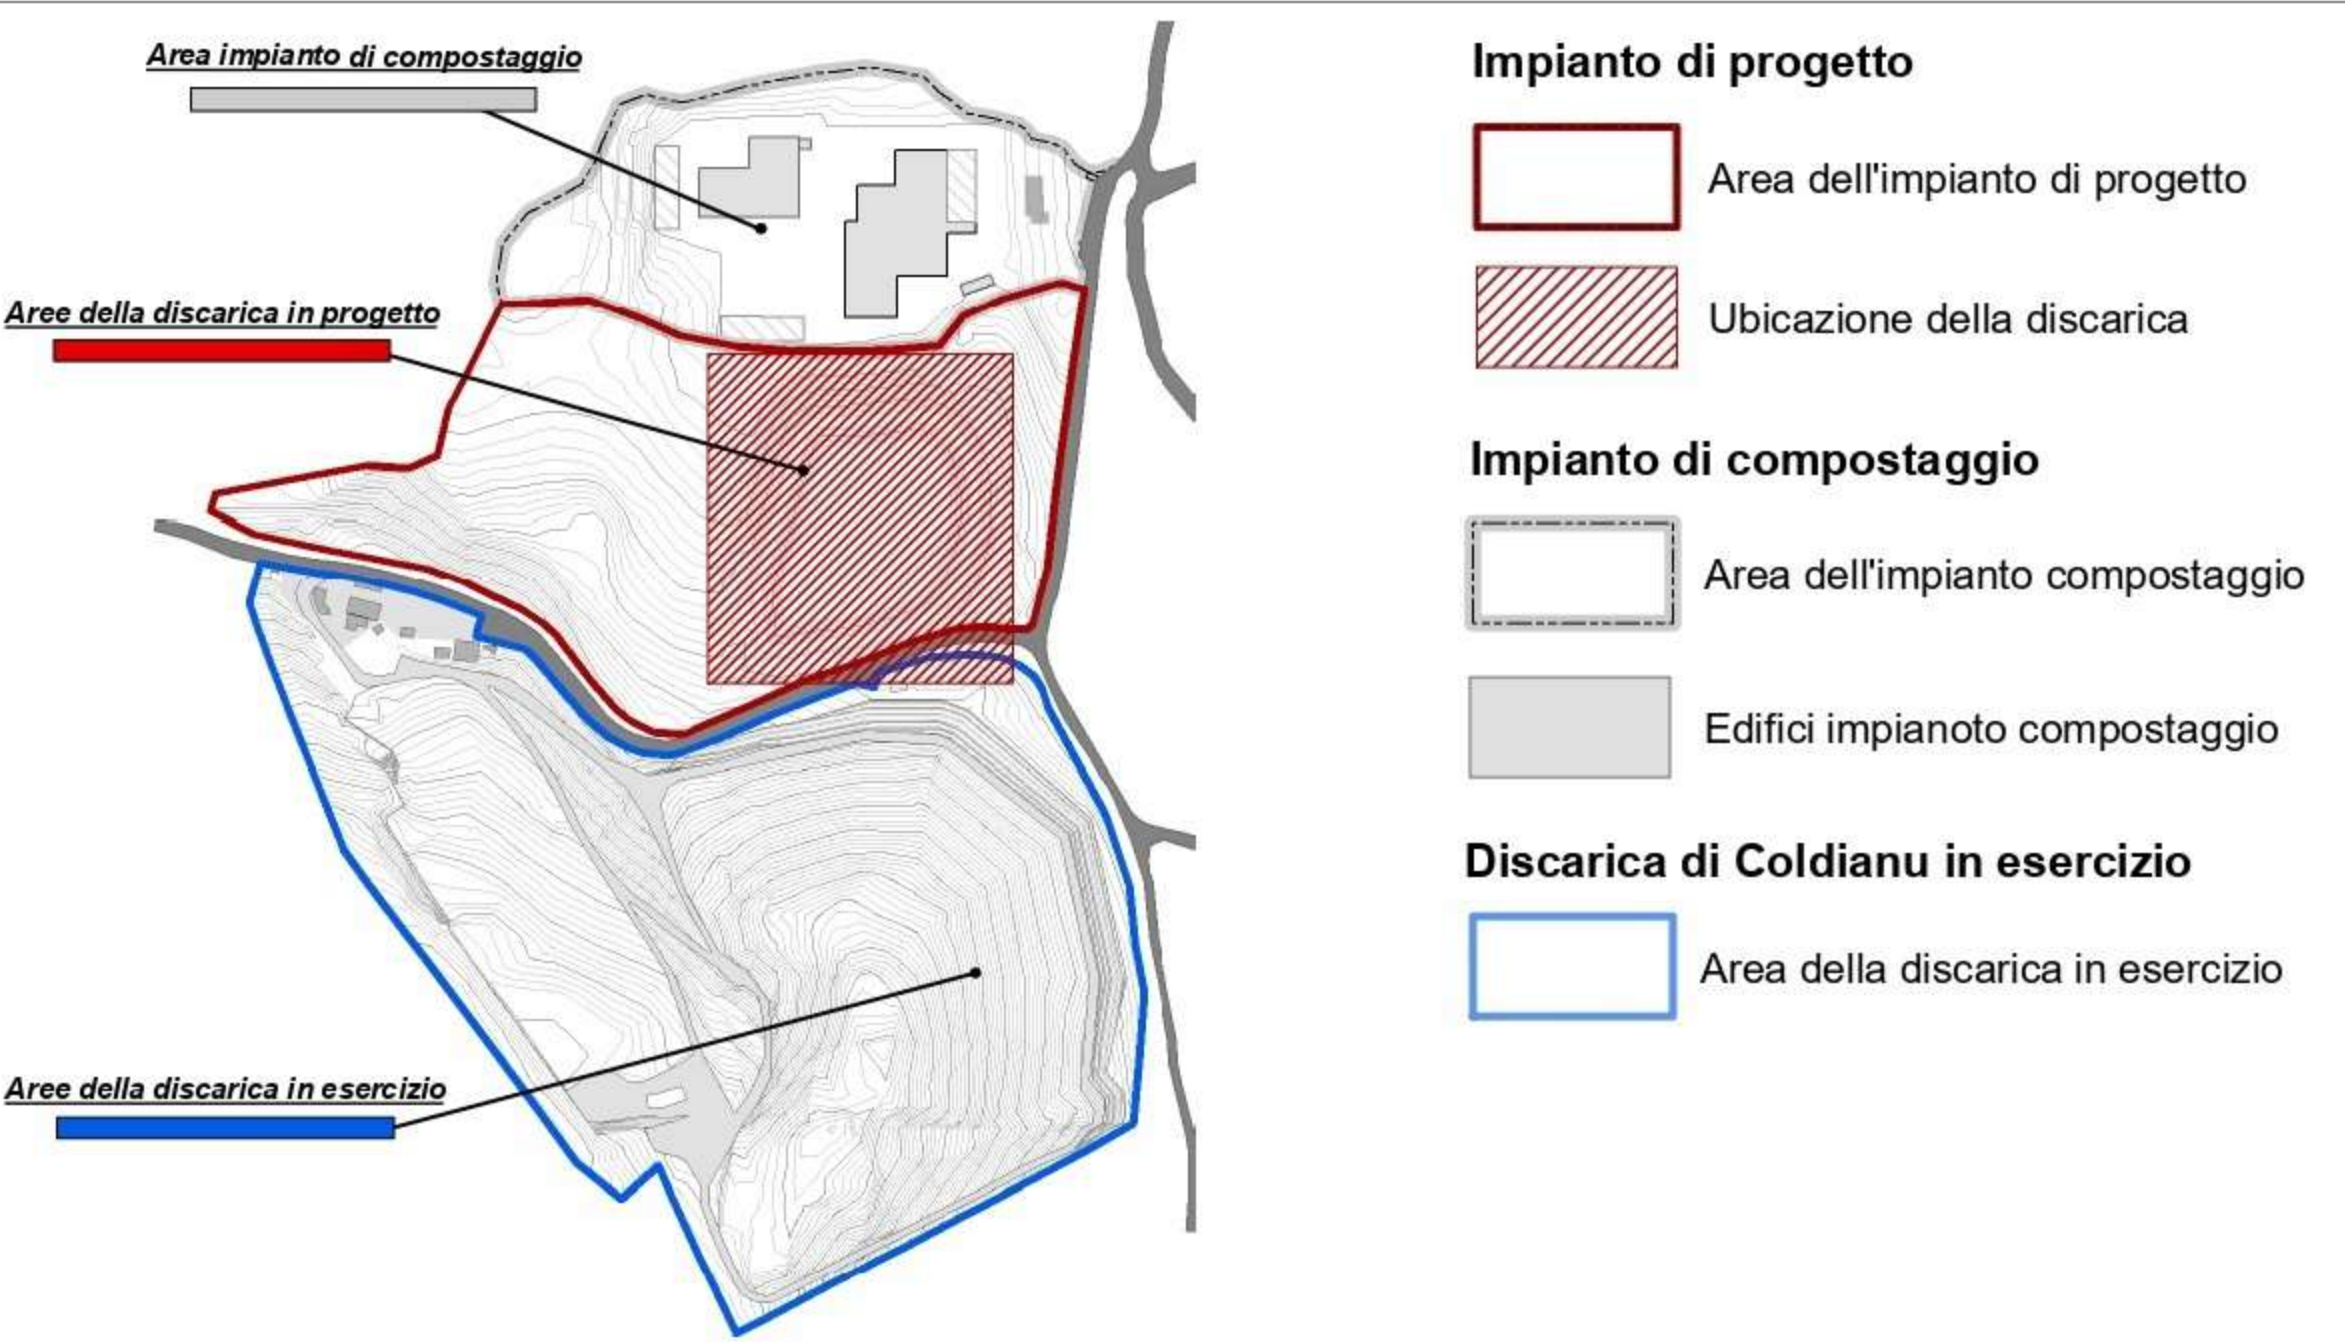 Area impianto di compostaggio
Aree della discarica in progetto
Aree della discarica in esercizio
Impianto di progetto
Area dell'impianto di progetto
Ubicazione della discarica
Impianto di compostaggio
Area dell'impianto compostaggio
Edifici impianoto compostaggio
Discarica di Coldianu in esercizio
Area della discarica in esercizio